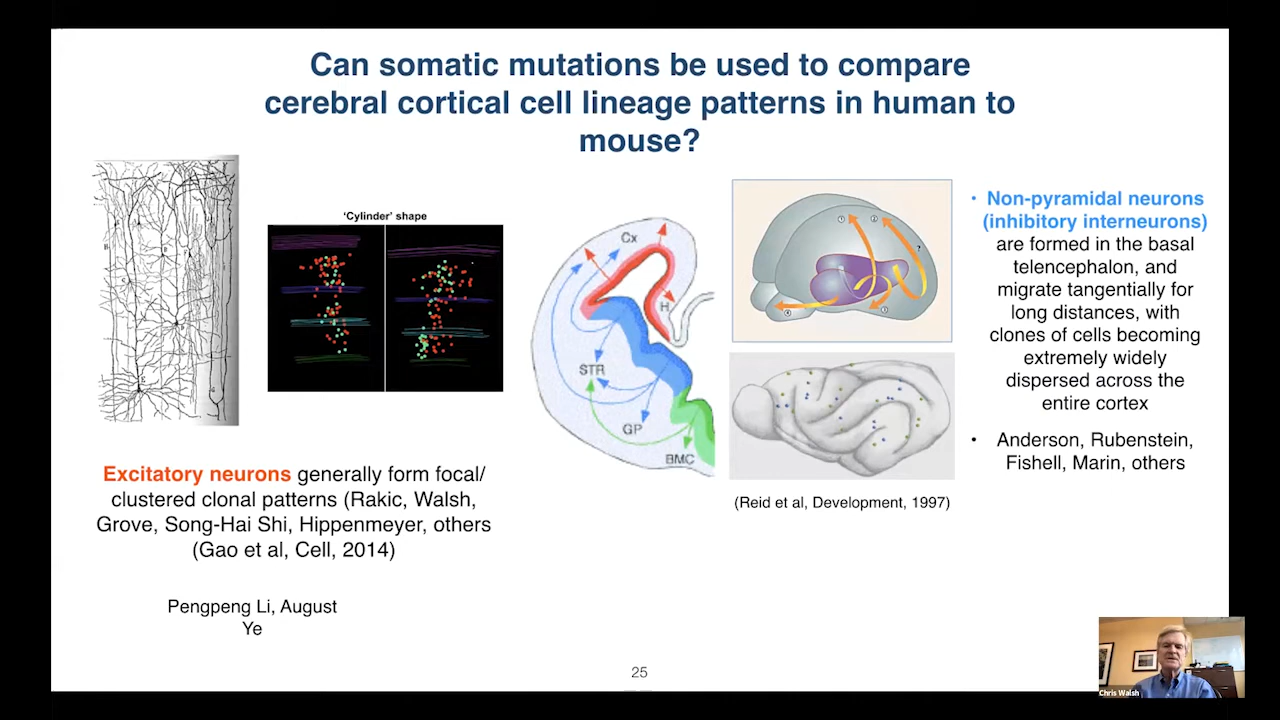 Can somatic mutations be used to compare
cerebral cortical cell lineage patterns in human to
mouse?
'Cylinder' shape
Cx
H
STR
GP
BMC
Excitatory neurons generally form focal/
clustered clonal patterns (Rakic, Walsh,
Grove, Song-Hai Shi, Hippenmeyer, others
(Gao et al, Cell, 2014)
Pengpeng Li, August
Ye
(Reid et al, Development, 1997)
• Non-pyramidal neurons
(inhibitory interneurons)
are formed in the basal
telencephalon, and
migrate tangentially for
long distances, with
clones of cells becoming
extremely widely
dispersed across the
entire cortex
• Anderson, Rubenstein,
Fishell, Marin, others
25
Chris Walsh